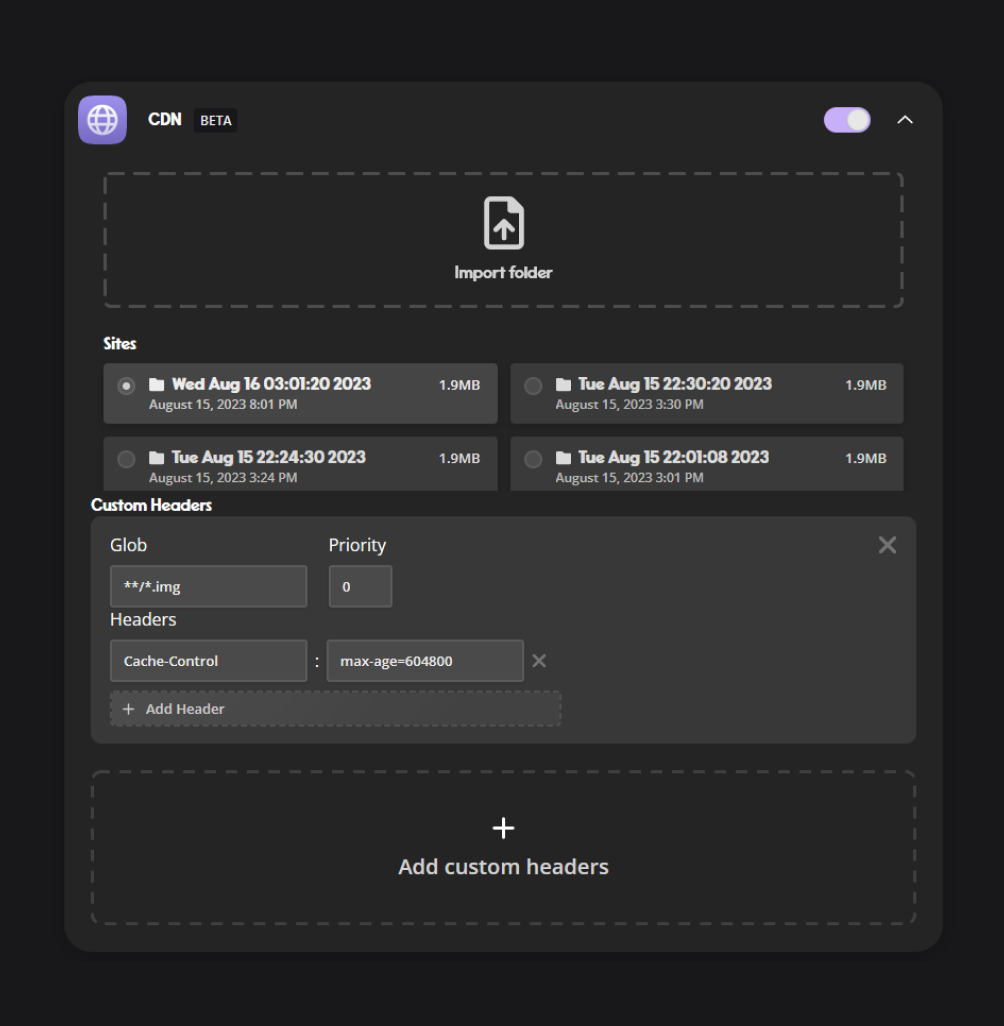 CDN BETA
Import folder
Sites
Wed Aug 16 03:01:20 2023 1.9MB
August 15, 2023 8:01 PM
Tue Aug 15 22:30:20 2023 1.9MB
August 15, 2023 3:30 PM
Tue Aug 15 22:24:30 2023 1.9MB
August 15, 2023 3:24 PM
Tue Aug 15 22:01:08 2023 1.9MB
August 15, 2023 3:01 PM
Custom Headers
Glob Priority
**/*.img 0
Headers
Cache-Control : max-age=604800
+ Add Header
+
Add custom headers